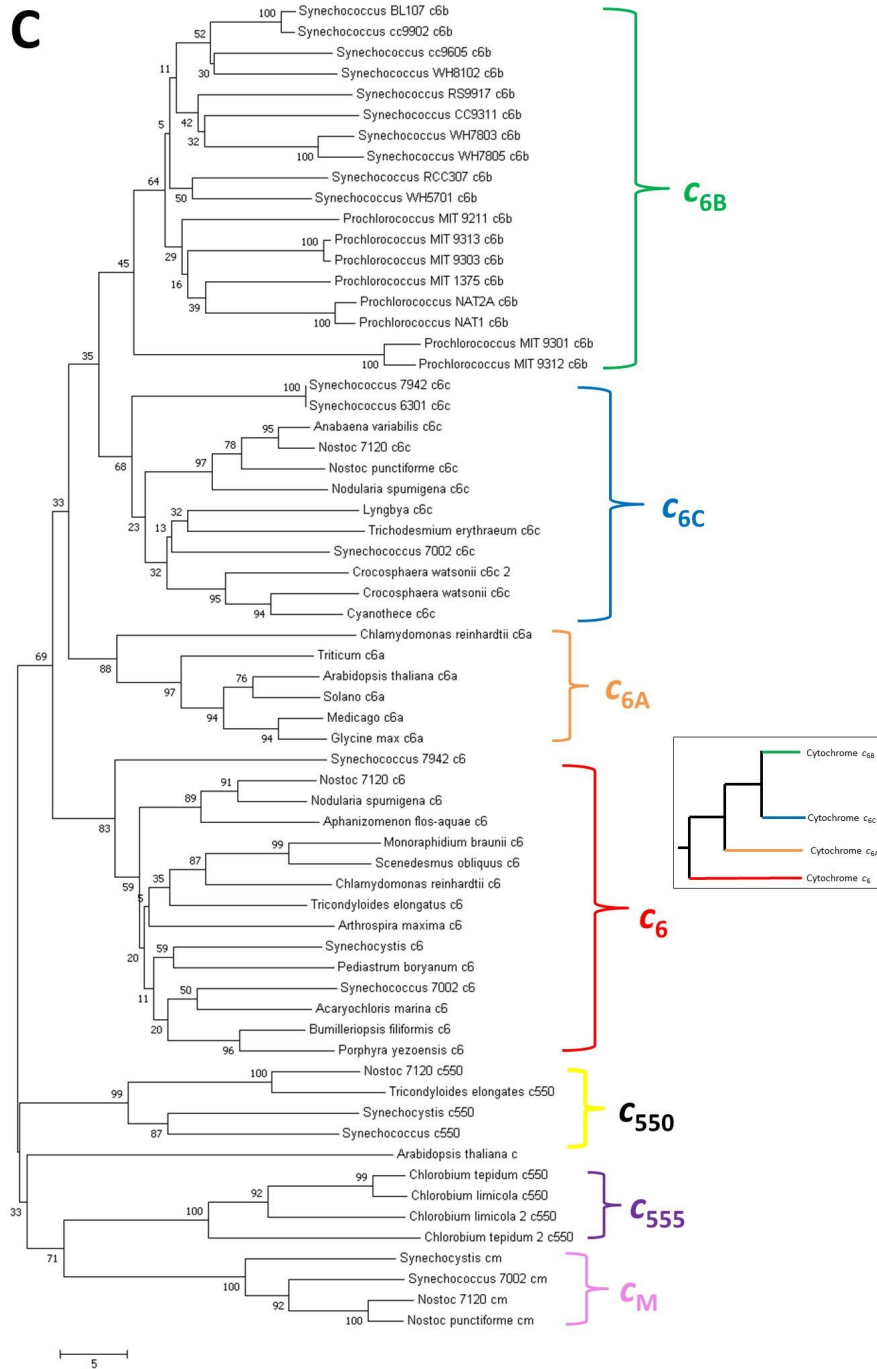 C
100
Synechococcus BL107 c6b
Synechococcus cc9902 c6b
52
Synechococcus cc9605 c6b
30
Synechococcus WH8102 c6b
11
Synechococcus RS9917 c6b
42
Synechococcus CC9311 c6b
5
32
Synechococcus WH7803 c6b
100
Synechococcus WH7805 c6b
64
Synechococcus RCC307 c6b
50
Synechococcus WH5701 c6b
Prochlorococcus MIT 9211 c6b
29
100
Prochlorococcus MIT 9313 c6b
Prochlorococcus MIT 9303 c6b
16
Prochlorococcus MIT 1375 c6b
39
Prochlorococcus NAT2A c6b
100
Prochlorococcus NAT1 c6b
45
Prochlorococcus MIT 9301 c6b
100
Prochlorococcus MIT 9312 c6b
c6B
35
100
Synechococcus 7942 c6c
Synechococcus 6301 c6c
95
Anabaena variabilis c6c
78
Nostoc 7120 c6c
97
Nostoc punctiforme c6c
68
Nodularia spumigena c6c
23
32
Lyngbya c6c
13
Trichodesmium erythraeum c6c
Synechococcus 7002 c6c
32
Crocosphaera watsonii c6c 2
95
Crocosphaera watsonii c6c
94
Cyanothece c6c
c6C
33
Chlamydomonas reinhardtii c6a
88
Triticum c6a
97
76
Arabidopsis thaliana c6a
Solano c6a
94
Medicago c6a
94
Glycine max c6a
c6A
69
Synechococcus 7942 c6
83
91
Nostoc 7120 c6
89
Nodularia spumigena c6
Aphanizomenon flos-aquae c6
59
99
Monoraphidium braunii c6
87
Scenedesmus obliquus c6
35
Chlamydomonas reinhardtii c6
5
Tricondyloides elongatus c6
Arthrospira maxima c6
20
59
Synechocystis c6
Pediastrum boryanum c6
11
50
Synechococcus 7002 c6
Acaryochloris marina c6
20
Bumilleriopsis filiformis c6
96
Porphyra yezoensis c6
c6
Cytochrome c6B
Cytochrome c6C
Cytochrome c6A
Cytochrome c6
99
100
Nostoc 7120 c550
Tricondyloides elongates c550
Synechocystis c550
87
Synechococcus c550
c550
33
Arabidopsis thaliana c
99
Chlorobium tepidum c550
92
Chlorobium limicola c550
100
Chlorobium limicola 2 c550
Chlorobium tepidum 2 c550
c555
71
Synechocystis cm
100
Synechococcus 7002 cm
92
Nostoc 7120 cm
100
Nostoc punctiforme cm
cM
5